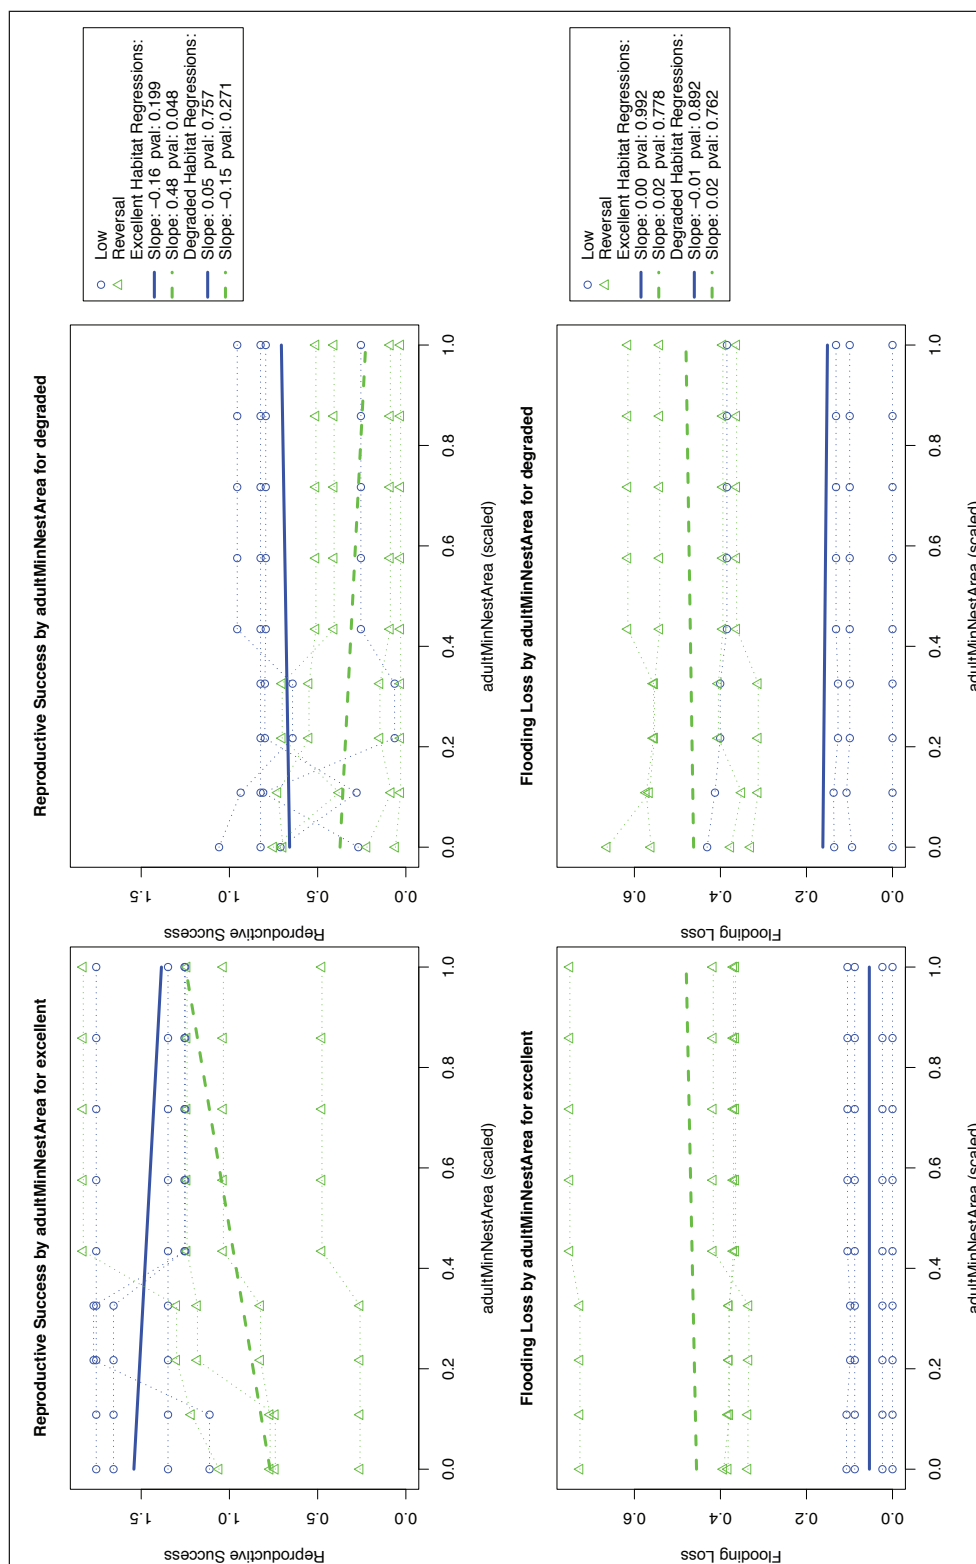 Reproductive Success by adultMinNestArea for excellent
Reproductive Success
0.0 0.5 1.0 1.5
0.0 0.2 0.4 0.6 0.8 1.0
adultMinNestArea (scaled)
Reproductive Success by adultMinNestArea for degraded
Reproductive Success
0.0 0.5 1.0 1.5
0.0 0.2 0.4 0.6 0.8 1.0
adultMinNestArea (scaled)
Low
Reversal
Excellent Habitat Regressions:
Slope: −0.16 pval: 0.199
Slope: 0.48 pval: 0.048
Degraded Habitat Regressions:
Slope: 0.05 pval: 0.757
Slope: −0.15 pval: 0.271
Flooding Loss by adultMinNestArea for excellent
Flooding Loss
0.0 0.2 0.4 0.6
0.0 0.2 0.4 0.6 0.8 1.0
adultMinNestArea (scaled)
Flooding Loss by adultMinNestArea for degraded
Flooding Loss
0.0 0.2 0.4 0.6
0.0 0.2 0.4 0.6 0.8 1.0
adultMinNestArea (scaled)
Low
Reversal
Excellent Habitat Regressions:
Slope: 0.00 pval: 0.992
Slope: 0.02 pval: 0.778
Degraded Habitat Regressions:
Slope: −0.01 pval: 0.892
Slope: 0.02 pval: 0.762